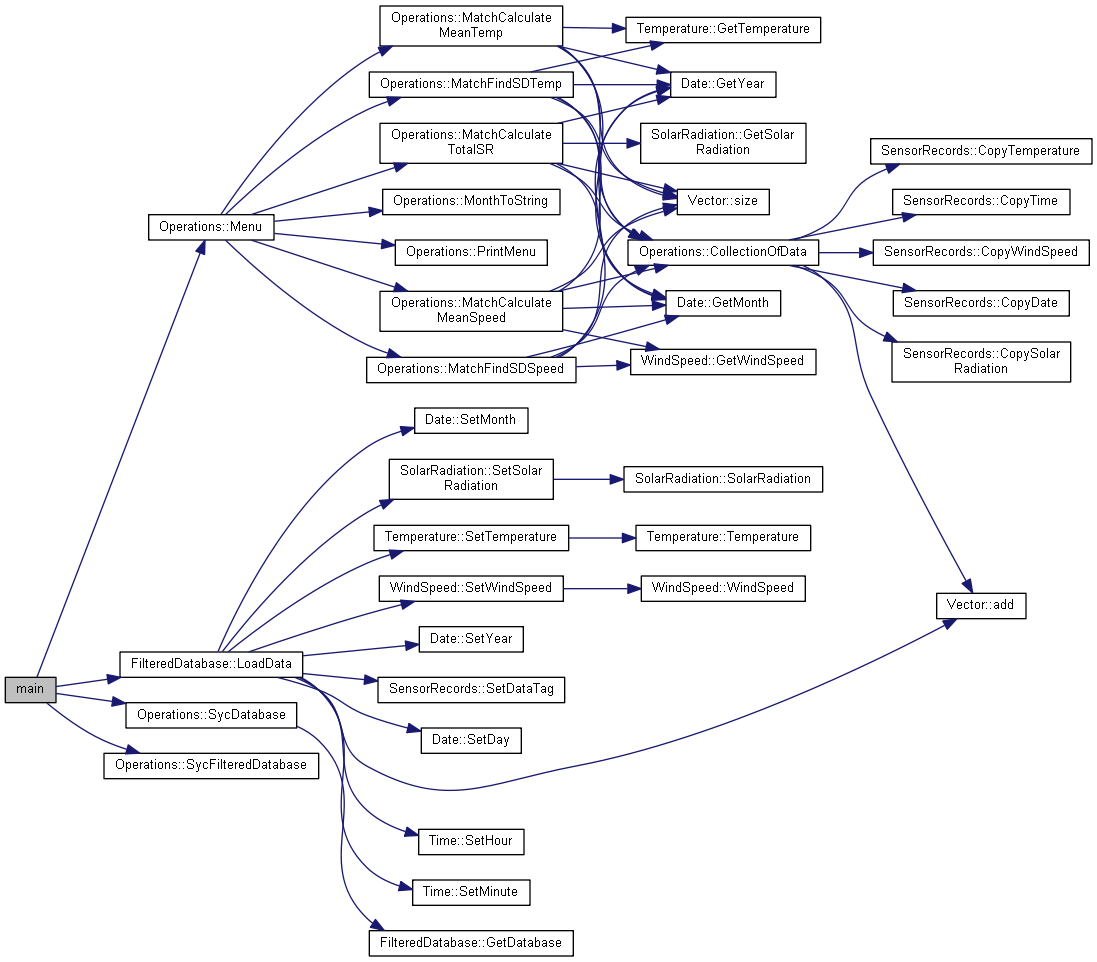 Operations::MatchCalculate
MeanTemp
Temperature::GetTemperature
Operations::MatchFindSDTemp
Date::GetYear
Operations::MatchCalculate
TotalSR
SolarRadiation::GetSolar
Radiation
SensorRecords::CopyTemperature
Operations::MonthToString
Vector::size
SensorRecords::CopyTime
Operations::Menu
Operations::PrintMenu
Operations::CollectionOfData
SensorRecords::CopyWindSpeed
Operations::MatchCalculate
MeanSpeed
Date::GetMonth
SensorRecords::CopyDate
Operations::MatchFindSDSpeed
WindSpeed::GetWindSpeed
SensorRecords::CopySolar
Radiation
Date::SetMonth
SolarRadiation::SetSolar
Radiation
SolarRadiation::SolarRadiation
Temperature::SetTemperature
Temperature::Temperature
WindSpeed::SetWindSpeed
WindSpeed::WindSpeed
Vector::add
Date::SetYear
FilteredDatabase::LoadData
main
SensorRecords::SetDataTag
Operations::SycDatabase
Date::SetDay
Operations::SycFilteredDatabase
Time::SetHour
Time::SetMinute
FilteredDatabase::GetDatabase